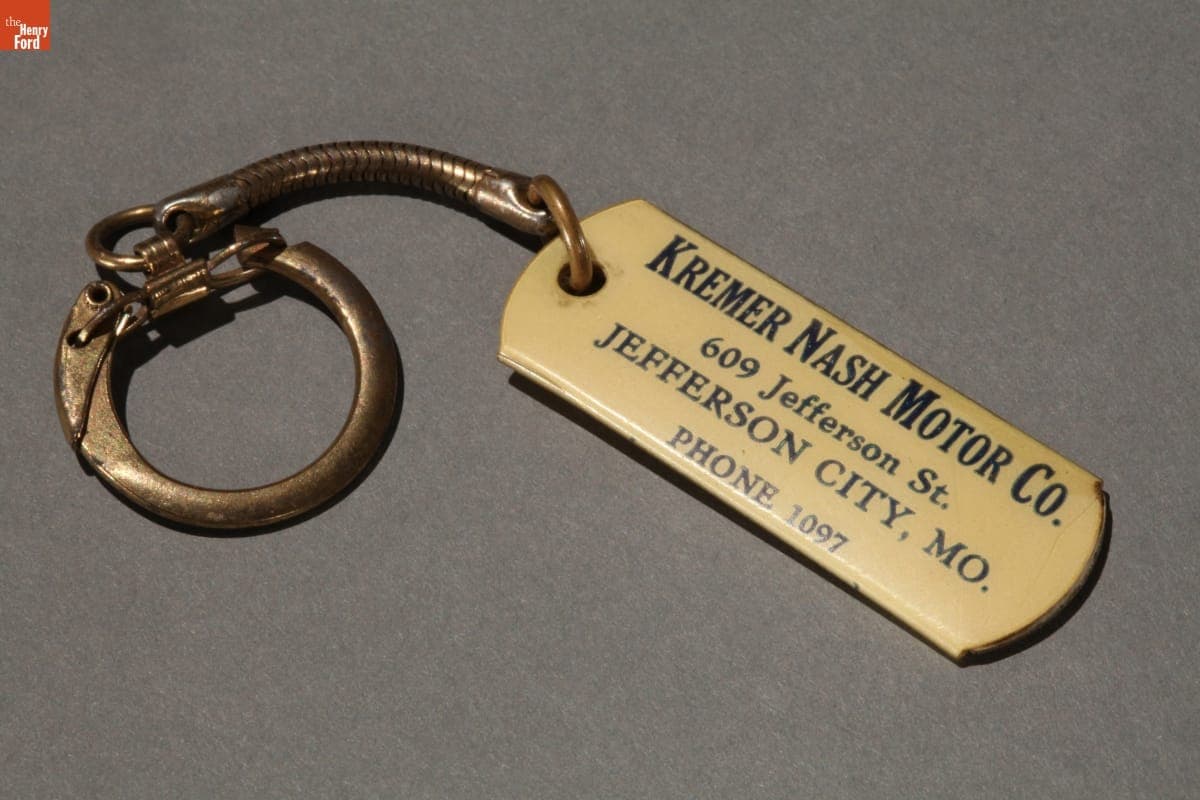 the
Henry
Ford
KREMER NASH MOTOR CO.
609 Jefferson St.
JEFFERSON CITY, MO.
PHONE 1097